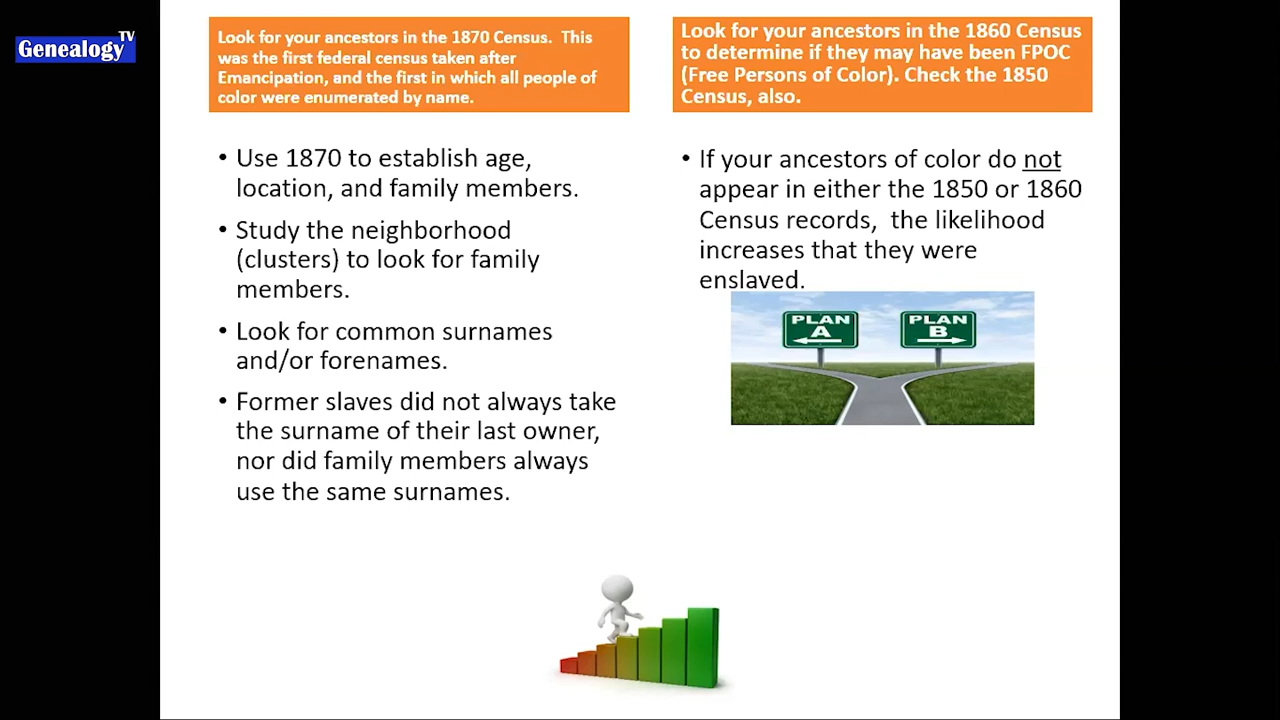 Genealogy TV
Look for your ancestors in the 1870 Census. This
was the first federal census taken after
Emancipation, and the first in which all people of
color were enumerated by name.
• Use 1870 to establish age,
location, and family members.
• Study the neighborhood
(clusters) to look for family
members.
• Look for common surnames
and/or forenames.
• Former slaves did not always take
the surname of their last owner,
nor did family members always
use the same surnames.
Look for your ancestors in the 1860 Census
to determine if they may have been FPOC
(Free Persons of Color). Check the 1850
Census, also.
• If your ancestors of color do not
appear in either the 1850 or 1860
Census records, the likelihood
increases that they were
enslaved.
PLAN
A
PLAN
B